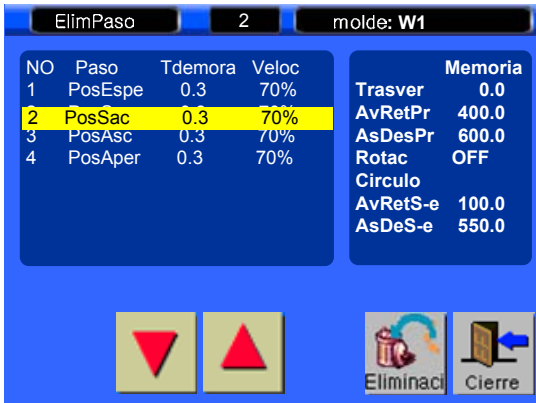 ElimPaso 2 molde: W1
NO Paso Tdemora Veloc
1 PosEspe 0.3 70%
2 PosSac 0.3 70%
3 PosAsc 0.3 70%
4 PosAper 0.3 70%
Memoria
Trasver 0.0
AvRetPr 400.0
AsDesPr 600.0
Rotac OFF
Circulo
AvRetS-e 100.0
AsDeS-e 550.0
Eliminaci
Cierre